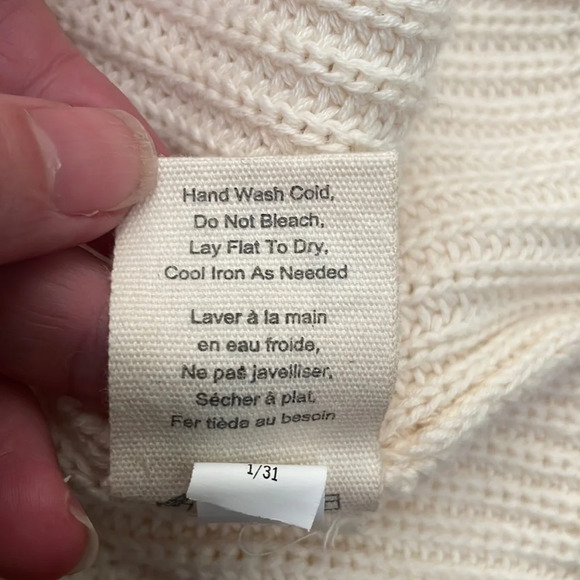 Hand Wash Cold,
Do Not Bleach,
Lay Flat To Dry,
Cool Iron As Needed
Laver à la main
en eau froide,
Ne pas javelliser,
Sécher à plat,
Fer tiède au besoin
1/31